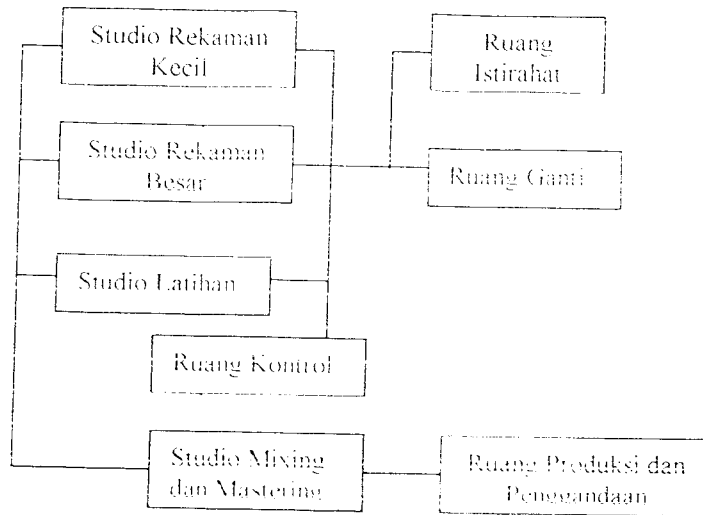 Studio Rekaman
Kecil
Ruang
Istirahat
Studio Rekaman
Besar
Ruang Ganti
Studio Latihan
Ruang Kontrol
Studio Mixing
dan Mastering
Ruang Produksi dan
Penggandaan